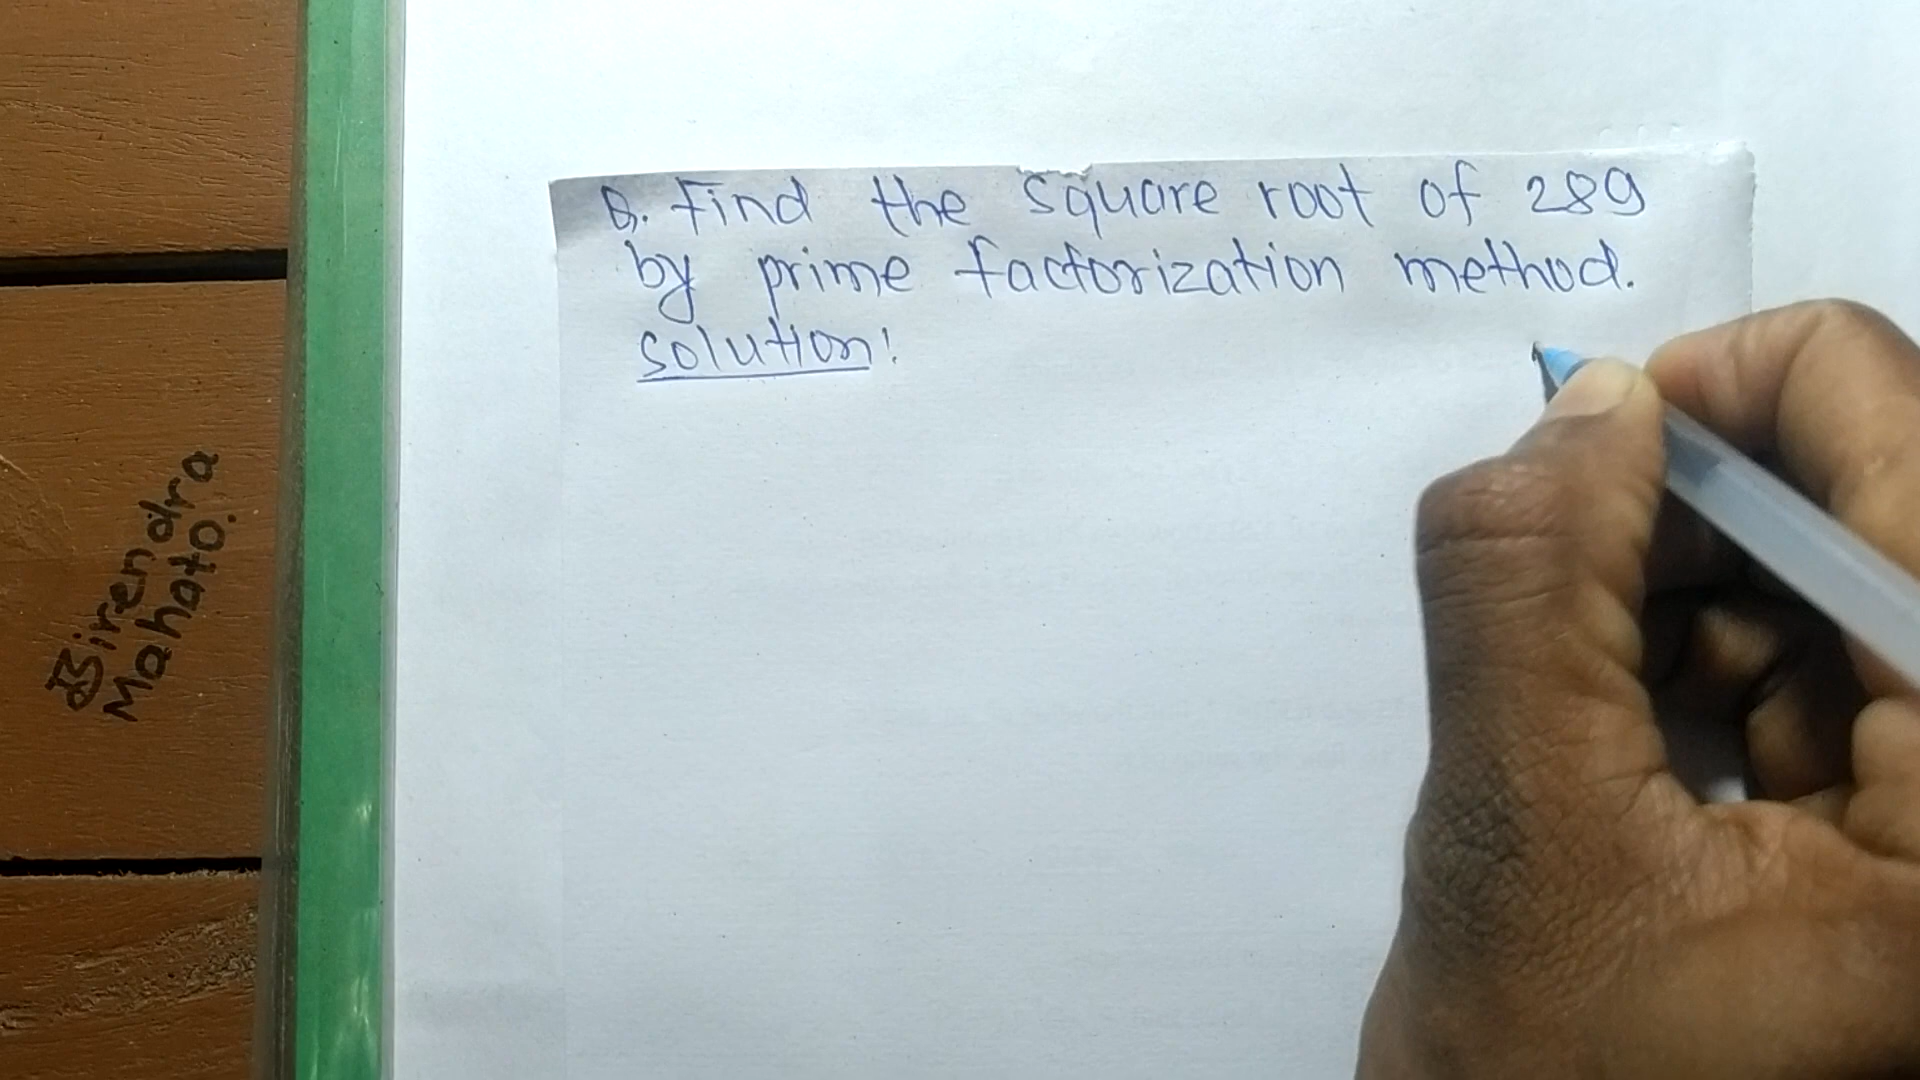 Q. Find the square root of 289
by prime factorization method.
Solution:
Birendra
Mahato.